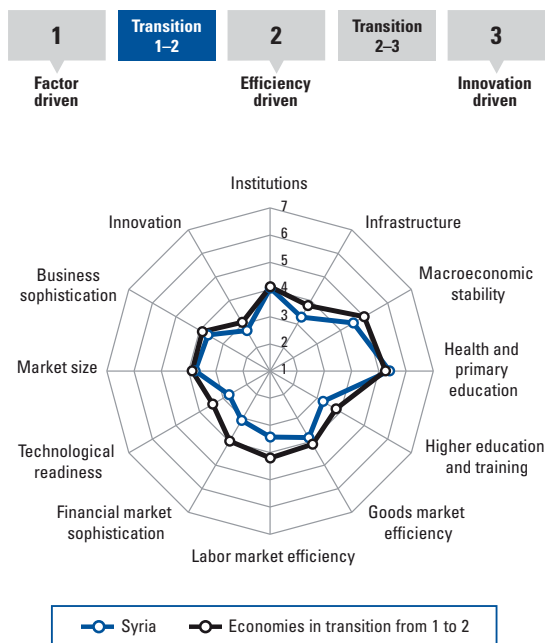 1
Transition
1–2
2
Transition
2–3
3
Factor
driven
Efficiency
driven
Innovation
driven
Institutions
7
6
5
4
3
2
1
Infrastructure
Macroeconomic
stability
Health and
primary
education
Higher education
and training
Goods market
efficiency
Labor market efficiency
Financial market
sophistication
Technological
readiness
Market size
Business
sophistication
Innovation
Syria
Economies in transition from 1 to 2